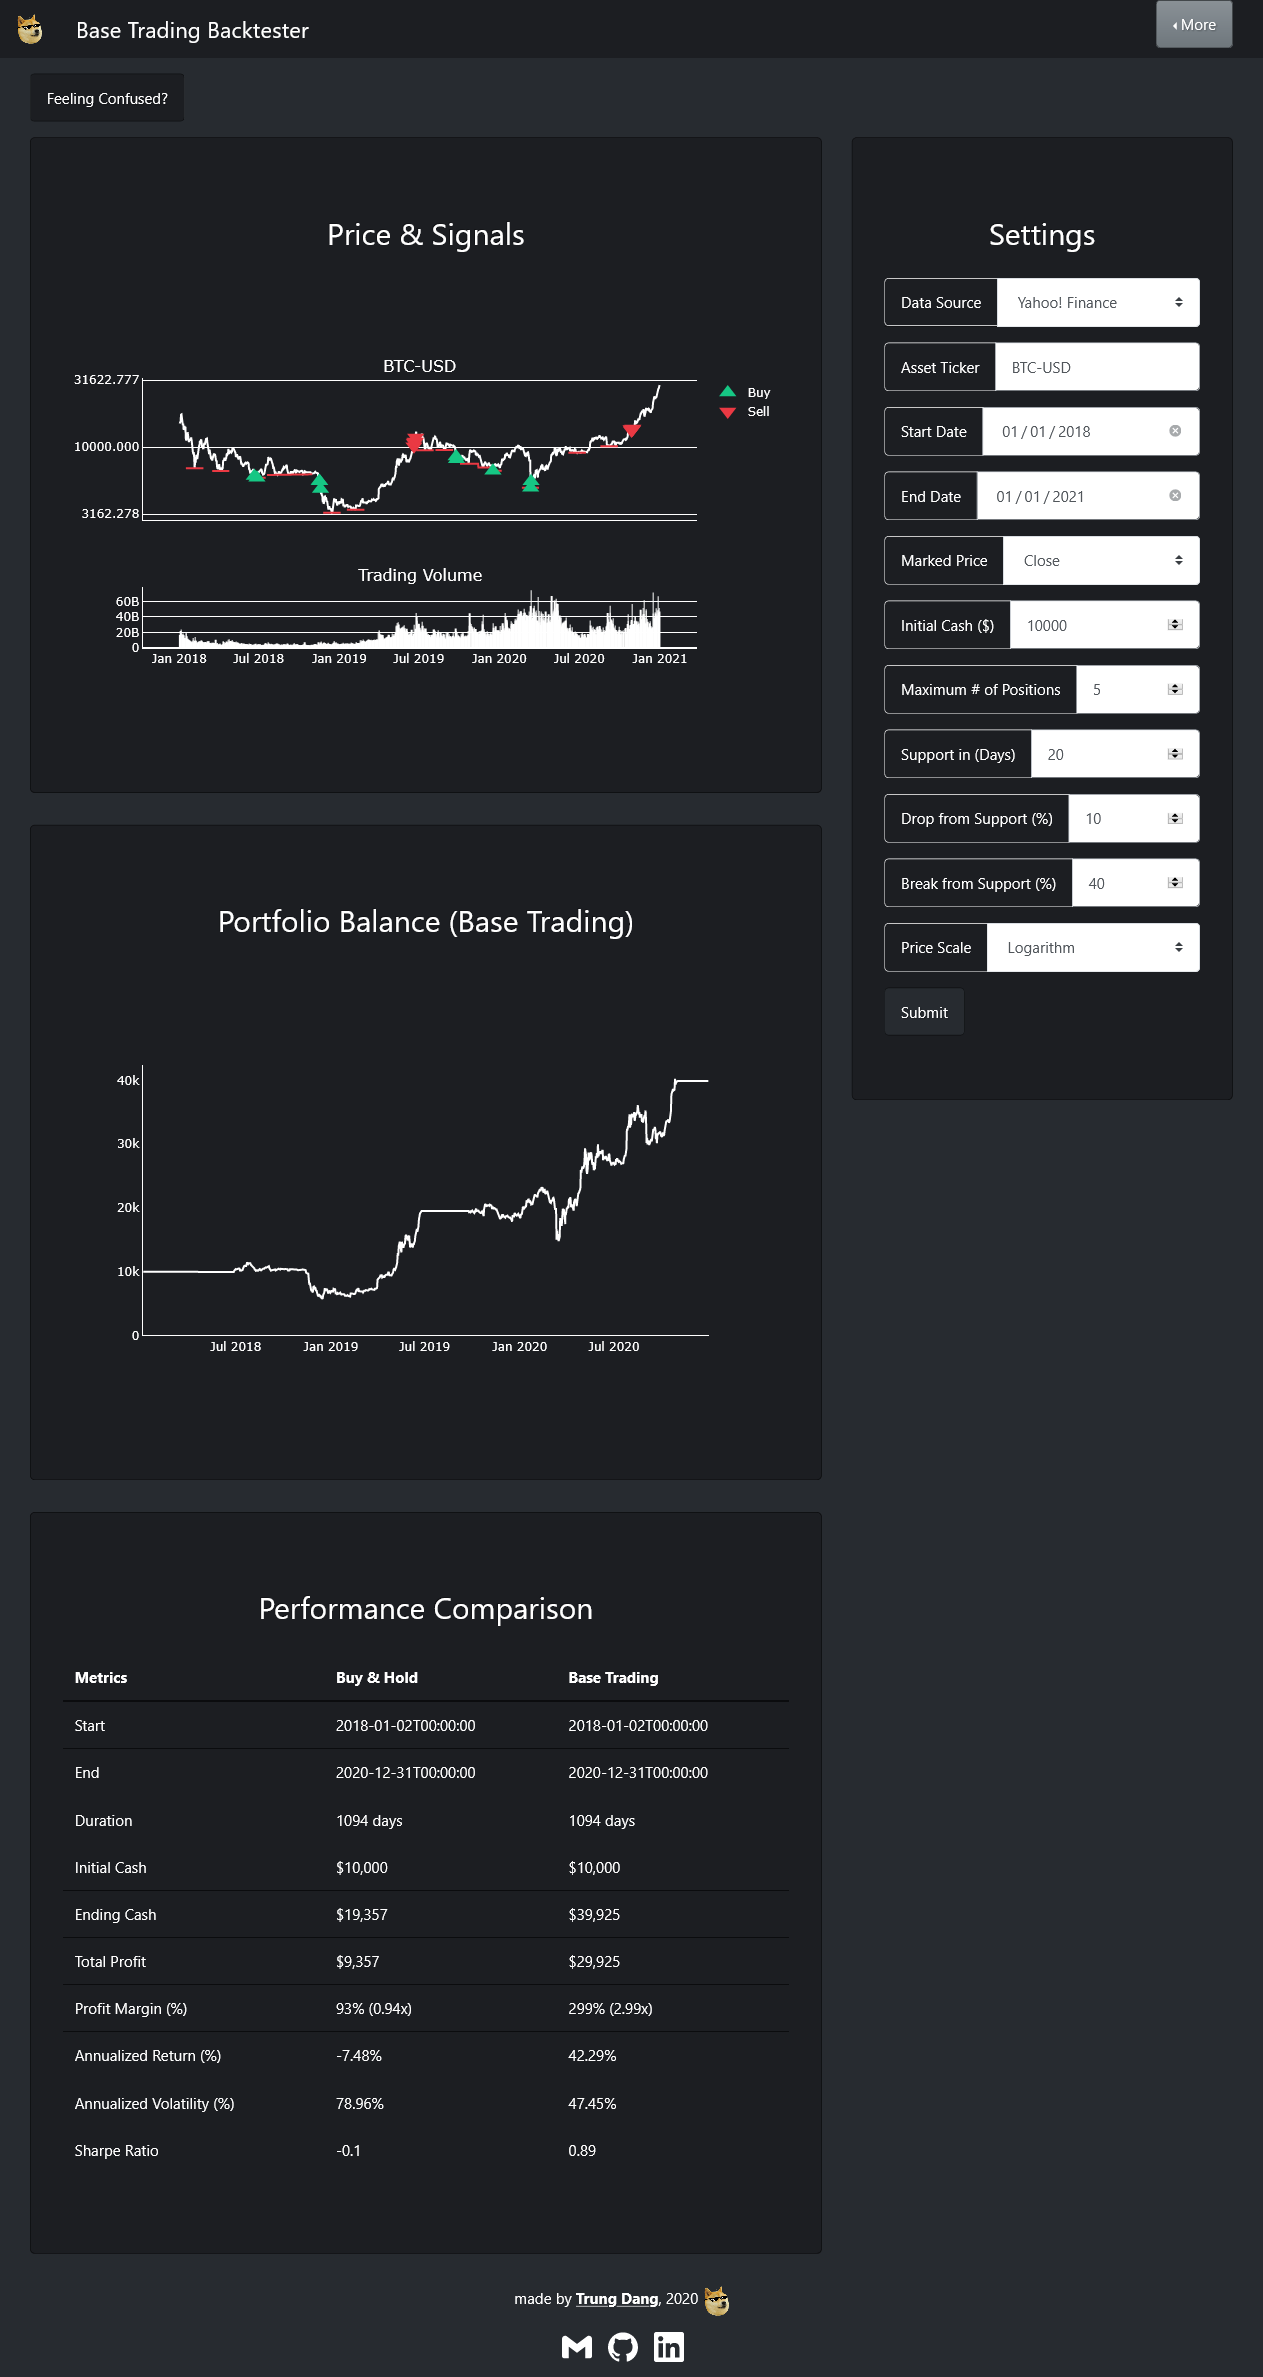 Base Trading Backtester
More
Feeling Confused?
Price & Signals
BTC-USD
31622.777
10000.000
3162.278
Buy
Sell
Trading Volume
60B
40B
20B
0
Jan 2018 Jul 2018 Jan 2019 Jul 2019 Jan 2020 Jul 2020 Jan 2021
Settings
Data Source Yahoo! Finance
Asset Ticker BTC-USD
Start Date 01 / 01 / 2018
End Date 01 / 01 / 2021
Marked Price Close
Initial Cash ($) 10000
Maximum # of Positions 5
Support in (Days) 20
Drop from Support (%) 10
Break from Support (%) 40
Price Scale Logarithm
Submit
Portfolio Balance (Base Trading)
40k
30k
20k
10k
0
Jul 2018 Jan 2019 Jul 2019 Jan 2020 Jul 2020
Performance Comparison
Metrics Buy & Hold Base Trading
Start 2018-01-02T00:00:00 2018-01-02T00:00:00
End 2020-12-31T00:00:00 2020-12-31T00:00:00
Duration 1094 days 1094 days
Initial Cash $10,000 $10,000
Ending Cash $19,357 $39,925
Total Profit $9,357 $29,925
Profit Margin (%) 93% (0.94x) 299% (2.99x)
Annualized Return (%) -7.48% 42.29%
Annualized Volatility (%) 78.96% 47.45%
Sharpe Ratio -0.1 0.89
made by Trung Dang, 2020
in